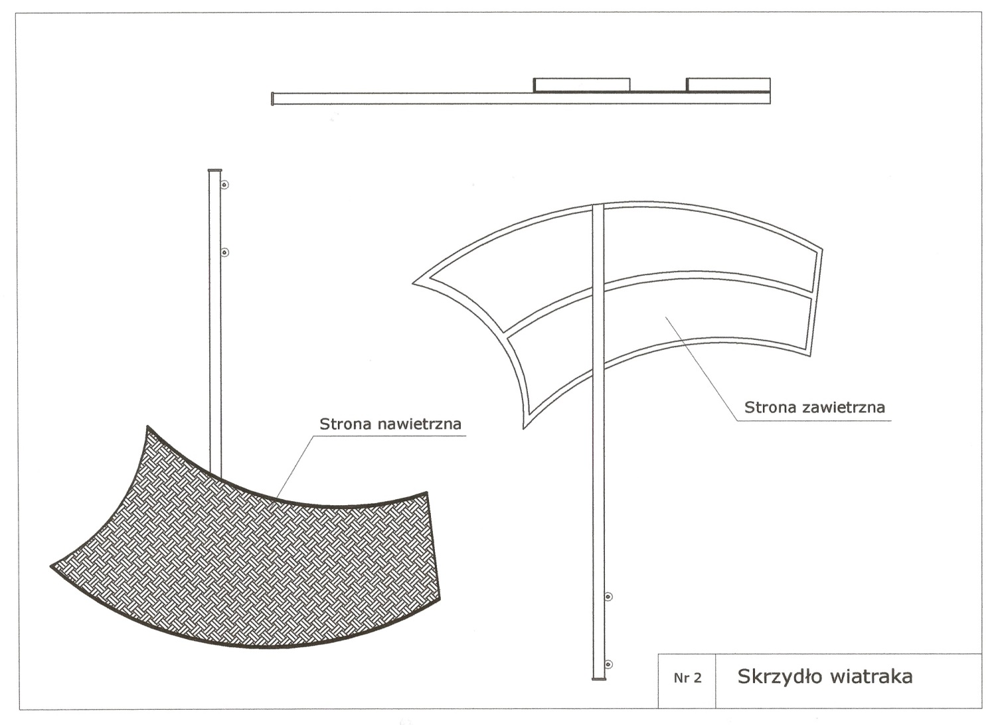 Strona nawietrzna
Strona zawietrzna
Nr 2
Skrzydło wiatraka